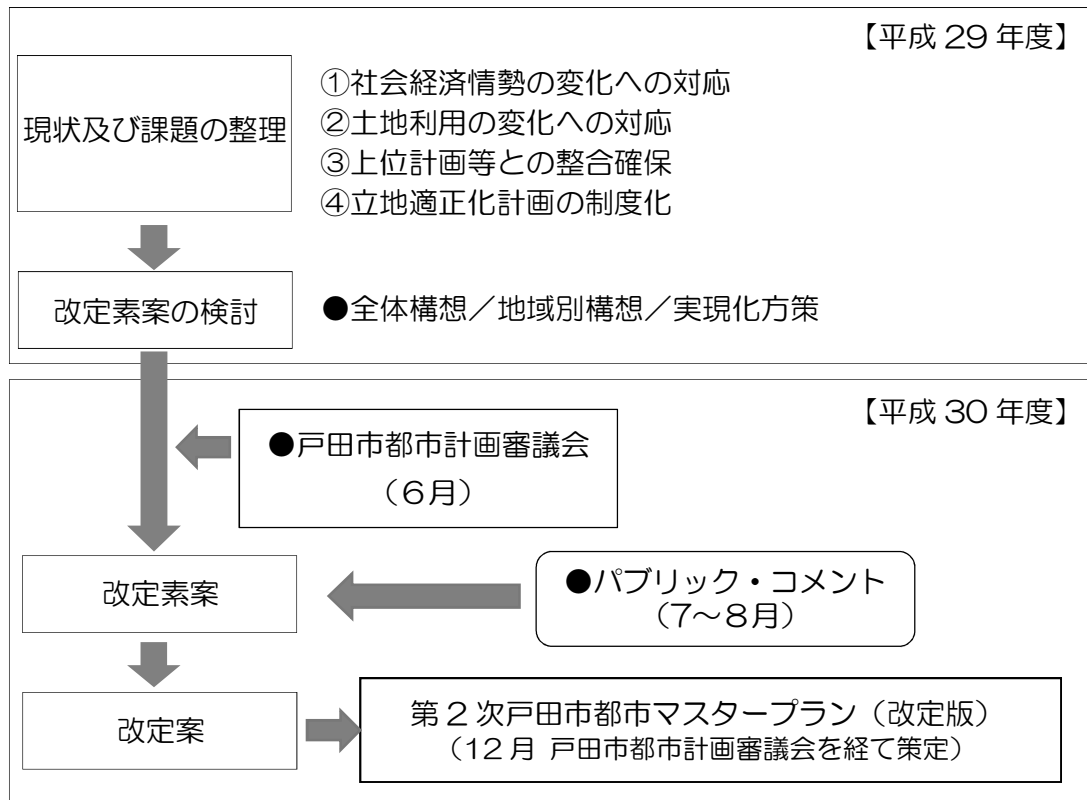 【平成 29 年度】
現状及び課題の整理
①社会経済情勢の変化への対応
②土地利用の変化への対応
③上位計画等との整合確保
④立地適正化計画の制度化
改定素案の検討
●全体構想／地域別構想／実現化方策
【平成 30 年度】
●戸田市都市計画審議会
（６月）
改定素案
●パブリック・コメント
（7～８月）
改定案
第２次戸田市都市マスタープラン（改定版）
（12 月 戸田市都市計画審議会を経て策定）